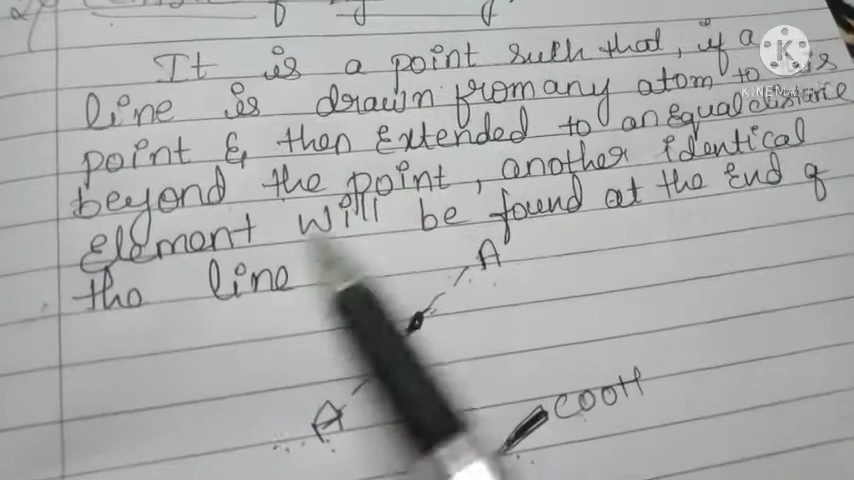 It is a point such that, if a
line is drawn from any atom to this
point & then Extended to an Equal distance
beyond the point, another identical
Element will be found at the End of
the line
A
A
COOH
K